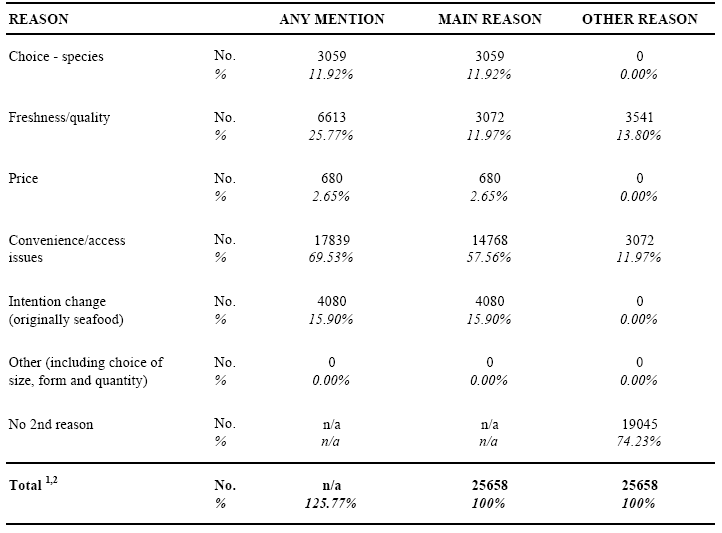 REASON ANY MENTION MAIN REASON OTHER REASON
Choice - species No. 3059 3059 0
% 11.92% 11.92% 0.00%
Freshness/quality No. 6613 3072 3541
% 25.77% 11.97% 13.80%
Price No. 680 680 0
% 2.65% 2.65% 0.00%
Convenience/access No. 17839 14768 3072
issues % 69.53% 57.56% 11.97%
Intention change No. 4080 4080 0
(originally seafood) % 15.90% 15.90% 0.00%
Other (including choice of No. 0 0 0
size, form and quantity) % 0.00% 0.00% 0.00%
No 2nd reason No. n/a n/a 19045
% n/a n/a 74.23%
Total 1,2 No. n/a 25658 25658
% 125.77% 100% 100%